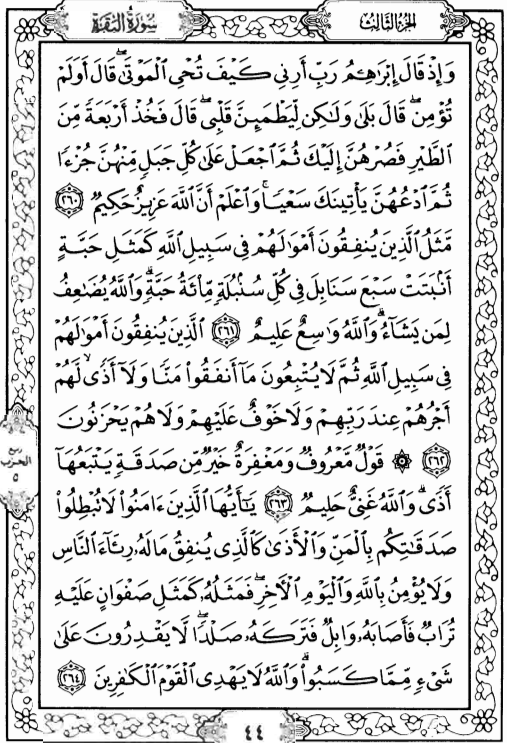 سورة البقرة
الجزء الثالث
وَإِذْ قَالَ إِبْرَٰهِـۧمُ رَبِّ أَرِنِى كَيْفَ تُحْىِ ٱلْمَوْتَىٰ ۖ قَالَ أَوَلَمْ
تُؤْمِن ۖ قَالَ بَلَىٰ وَلَـٰكِن لِّيَطْمَئِنَّ قَلْبِى ۖ قَالَ فَخُذْ أَرْبَعَةً مِّنَ
ٱلطَّيْرِ فَصُرْهُنَّ إِلَيْكَ ثُمَّ ٱجْعَلْ عَلَىٰ كُلِّ جَبَلٍ مِّنْهُنَّ جُزْءًا
ثُمَّ ٱدْعُهُنَّ يَأْتِينَكَ سَعْيًا ۚ وَٱعْلَمْ أَنَّ ٱللَّهَ عَزِيزٌ حَكِيمٌ ٢٦٠
مَّثَلُ ٱلَّذِينَ يُنفِقُونَ أَمْوَٰلَهُمْ فِى سَبِيلِ ٱللَّهِ كَمَثَلِ حَبَّةٍ
أَنۢبَتَتْ سَبْعَ سَنَابِلَ فِى كُلِّ سُنۢبُلَةٍ مِّا۟ئَةُ حَبَّةٍ ۗ وَٱللَّهُ يُضَـٰعِفُ
لِمَن يَشَآءُ ۗ وَٱللَّهُ وَٰسِعٌ عَلِيمٌ ٢٦١ ٱلَّذِينَ يُنفِقُونَ أَمْوَٰلَهُمْ
فِى سَبِيلِ ٱللَّهِ ثُمَّ لَا يُتْبِعُونَ مَآ أَنفَقُوا۟ مَنًّا وَلَآ أَذًى ۙ لَّهُمْ
أَجْرُهُمْ عِندَ رَبِّهِمْ وَلَا خَوْفٌ عَلَيْهِمْ وَلَا هُمْ يَحْزَنُونَ
٢٦٢ ۞ قَوْلٌ مَّعْرُوفٌ وَمَغْفِرَةٌ خَيْرٌ مِّن صَدَقَةٍ يَتْبَعُهَآ
أَذًى ۗ وَٱللَّهُ غَنِىٌّ حَلِيمٌ ٢٦٣ يَـٰٓأَيُّهَا ٱلَّذِينَ ءَامَنُوا۟ لَا تُبْطِلُوا۟
صَدَقَـٰتِكُم بِٱلْمَنِّ وَٱلْأَذَىٰ كَٱلَّذِى يُنفِقُ مَالَهُۥ رِئَآءَ ٱلنَّاسِ
وَلَا يُؤْمِنُ بِٱللَّهِ وَٱلْيَوْمِ ٱلْـَٔاخِرِ ۖ فَمَثَلُهُۥ كَمَثَلِ صَفْوَانٍ عَلَيْهِ
تُرَابٌ فَأَصَابَهُۥ وَابِلٌ فَتَرَكَهُۥ صَلْدًا ۖ لَّا يَقْدِرُونَ عَلَىٰ
شَىْءٍ مِّمَّا كَسَبُوا۟ ۗ وَٱللَّهُ لَا يَهْدِى ٱلْقَوْمَ ٱلْكَـٰفِرِينَ ٢٦٤
ربع
الحزب
٥
٤٤